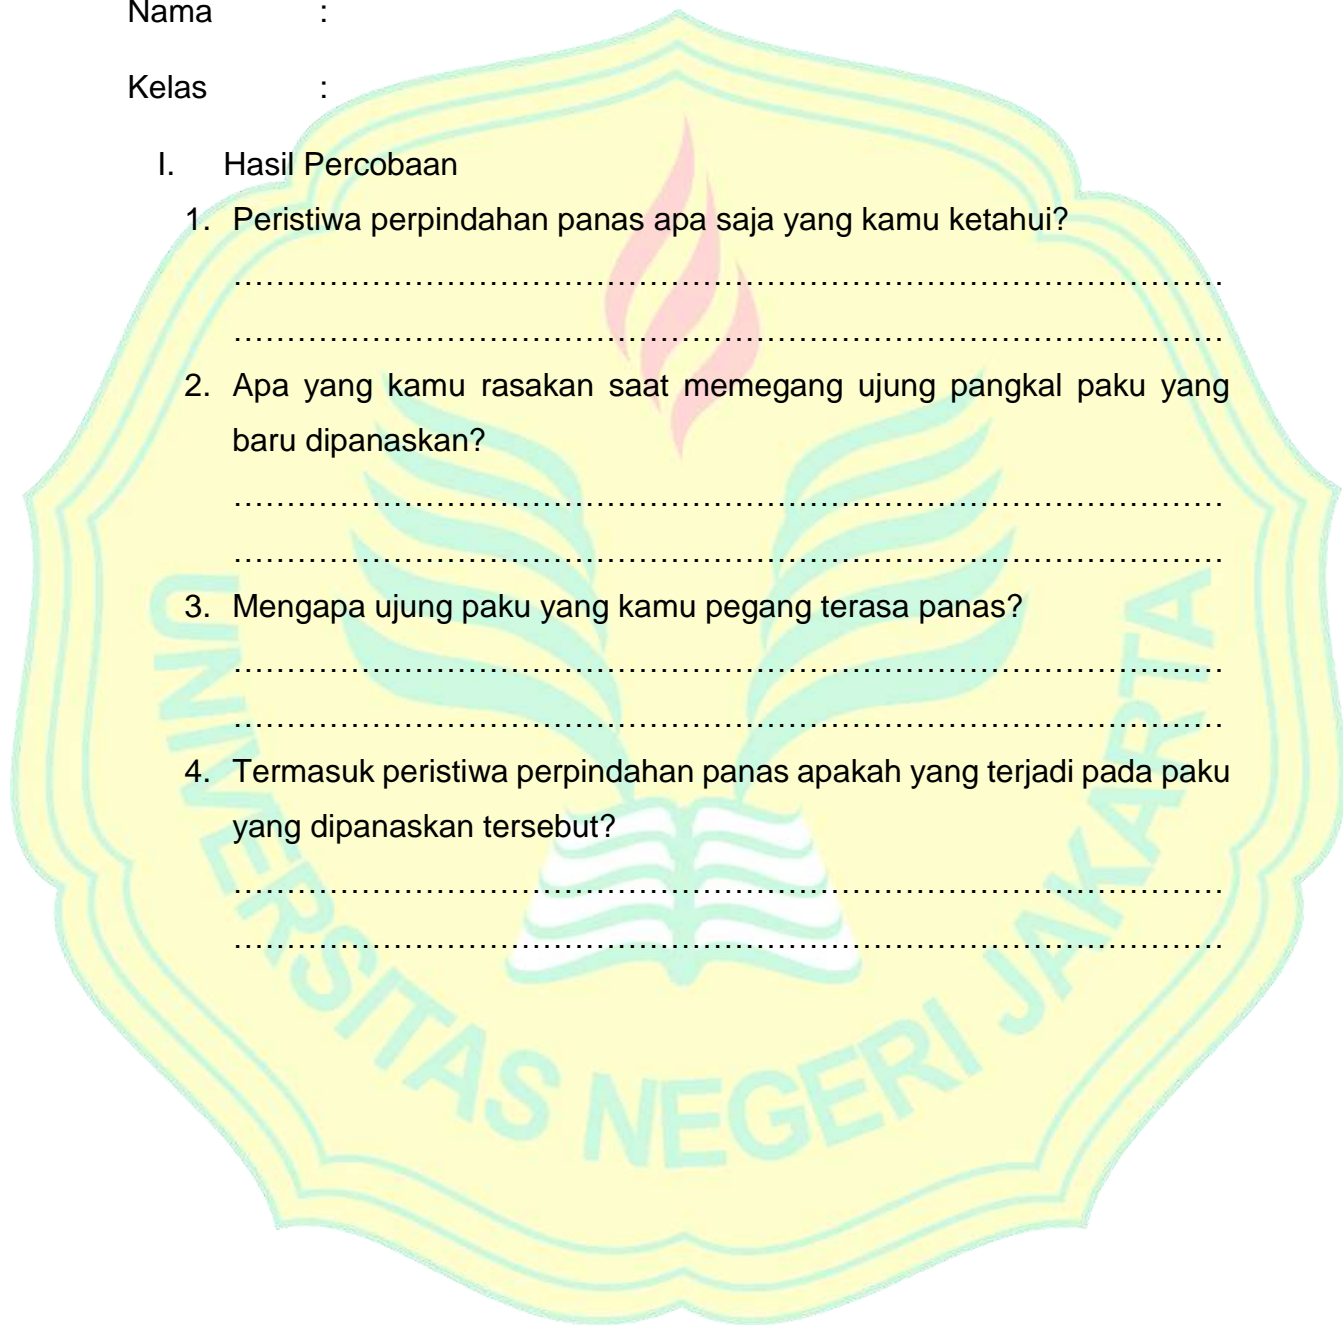 Nama :
Kelas :
I. Hasil Percobaan
1. Peristiwa perpindahan panas apa saja yang kamu ketahui?
…………………………………………………………………………………
…………………………………………………………………………………
2. Apa yang kamu rasakan saat memegang ujung pangkal paku yang
baru dipanaskan?
…………………………………………………………………………………
…………………………………………………………………………………
3. Mengapa ujung paku yang kamu pegang terasa panas?
…………………………………………………………………………………
…………………………………………………………………………………
4. Termasuk peristiwa perpindahan panas apakah yang terjadi pada paku
yang dipanaskan tersebut?
…………………………………………………………………………………
…………………………………………………………………………………
UNIVERSITAS NEGERI JAKARTA